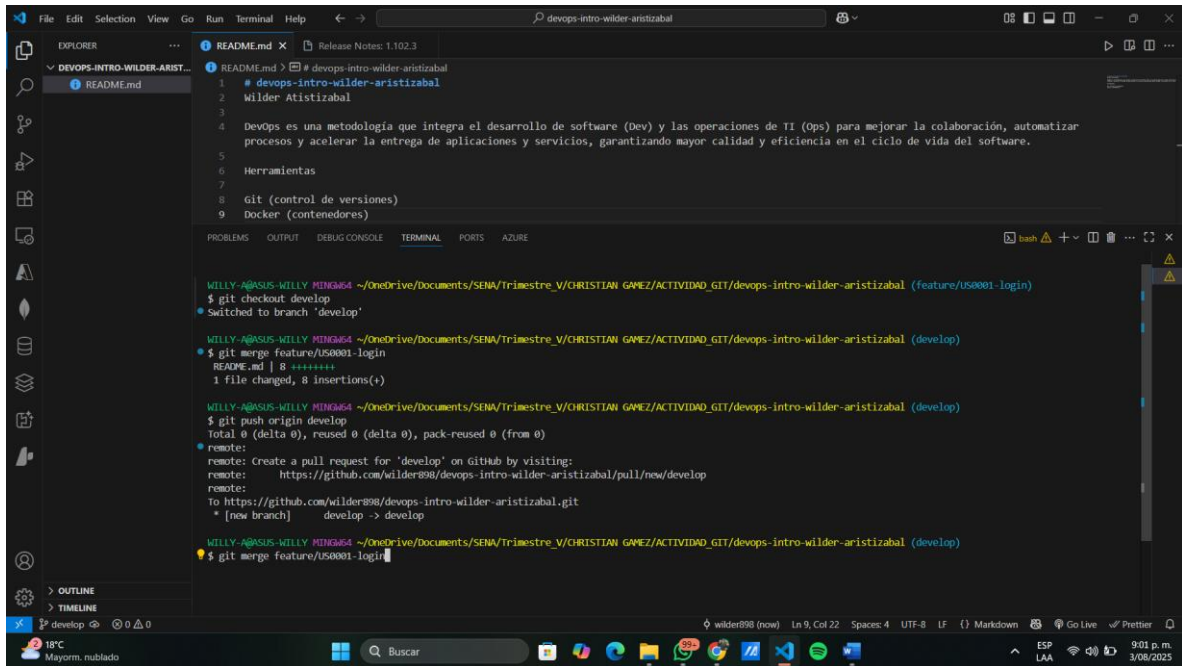 File Edit Selection View Go Run Terminal Help
devops-intro-wilder-aristizabal
EXPLORER
README.md
Release Notes: 1.102.3
DEVOPS-INTRO-WILDER-ARIST...
README.md
README.md > # devops-intro-wilder-aristizabal
1 # devops-intro-wilder-aristizabal
2 Wilder Atistizabal
3
4 DevOps es una metodología que integra el desarrollo de software (Dev) y las operaciones de TI (Ops) para mejorar la colaboración, automatizar
procesos y acelerar la entrega de aplicaciones y servicios, garantizando mayor calidad y eficiencia en el ciclo de vida del software.
5
6 Herramientas
7
8 Git (control de versiones)
9 Docker (contenedores)
PROBLEMS OUTPUT DEBUG CONSOLE TERMINAL PORTS AZURE
bash
WILLY-A@ASUS-WILLY MINGW64 ~/OneDrive/Documents/SENA/Trimestre_V/CHRISTIAN GAMEZ/ACTIVIDAD_GIT/devops-intro-wilder-aristizabal (feature/US0001-login)
$ git checkout develop
Switched to branch 'develop'
WILLY-A@ASUS-WILLY MINGW64 ~/OneDrive/Documents/SENA/Trimestre_V/CHRISTIAN GAMEZ/ACTIVIDAD_GIT/devops-intro-wilder-aristizabal (develop)
$ git merge feature/US0001-login
README.md | 8 ++++++++
1 file changed, 8 insertions(+)
WILLY-A@ASUS-WILLY MINGW64 ~/OneDrive/Documents/SENA/Trimestre_V/CHRISTIAN GAMEZ/ACTIVIDAD_GIT/devops-intro-wilder-aristizabal (develop)
$ git push origin develop
Total 0 (delta 0), reused 0 (delta 0), pack-reused 0 (from 0)
remote:
remote: Create a pull request for 'develop' on GitHub by visiting:
remote: https://github.com/wilder898/devops-intro-wilder-aristizabal/pull/new/develop
remote:
To https://github.com/wilder898/devops-intro-wilder-aristizabal.git
* [new branch] develop -> develop
WILLY-A@ASUS-WILLY MINGW64 ~/OneDrive/Documents/SENA/Trimestre_V/CHRISTIAN GAMEZ/ACTIVIDAD_GIT/devops-intro-wilder-aristizabal (develop)
$ git merge feature/US0001-login
OUTLINE
TIMELINE
develop 0 0 wilder898 (now) Ln 9, Col 22 Spaces: 4 UTF-8 LF {} Markdown Go Live Prettier
2 18°C
Mayorm. nublado
Buscar
99+
ESP
LAA
9:01 p. m.
3/08/2025